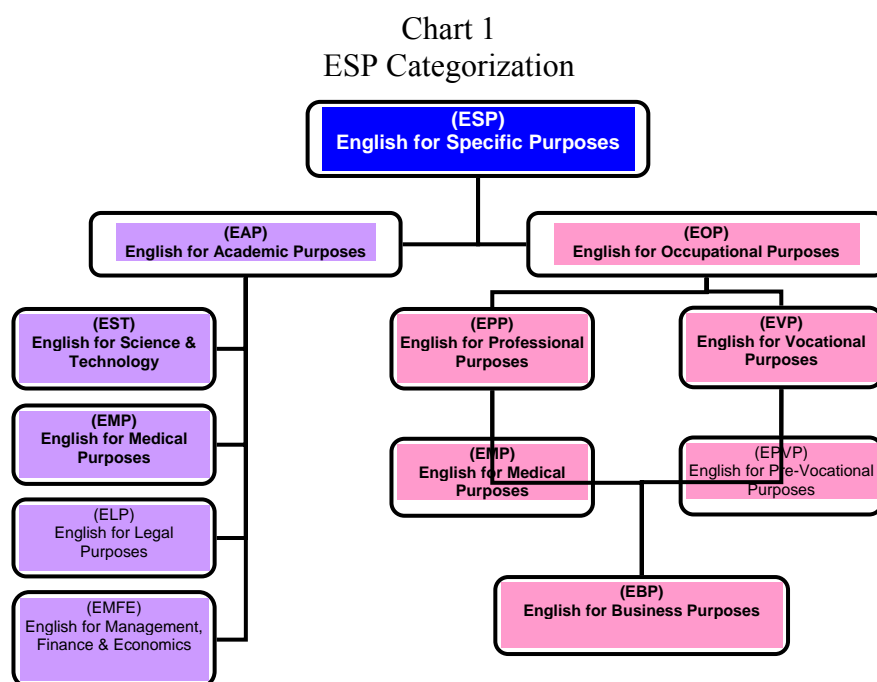 Chart 1
ESP Categorization
(ESP)
English for Specific Purposes
(EAP)
English for Academic Purposes
(EOP)
English for Occupational Purposes
(EST)
English for Science &
Technology
(EPP)
English for Professional
Purposes
(EVP)
English for Vocational
Purposes
(EMP)
English for Medical
Purposes
(EMP)
English for Medical
Purposes
(EPVP)
English for Pre-Vocational
Purposes
(ELP)
English for Legal
Purposes
(EMFE)
English for Management,
Finance & Economics
(EBP)
English for Business Purposes